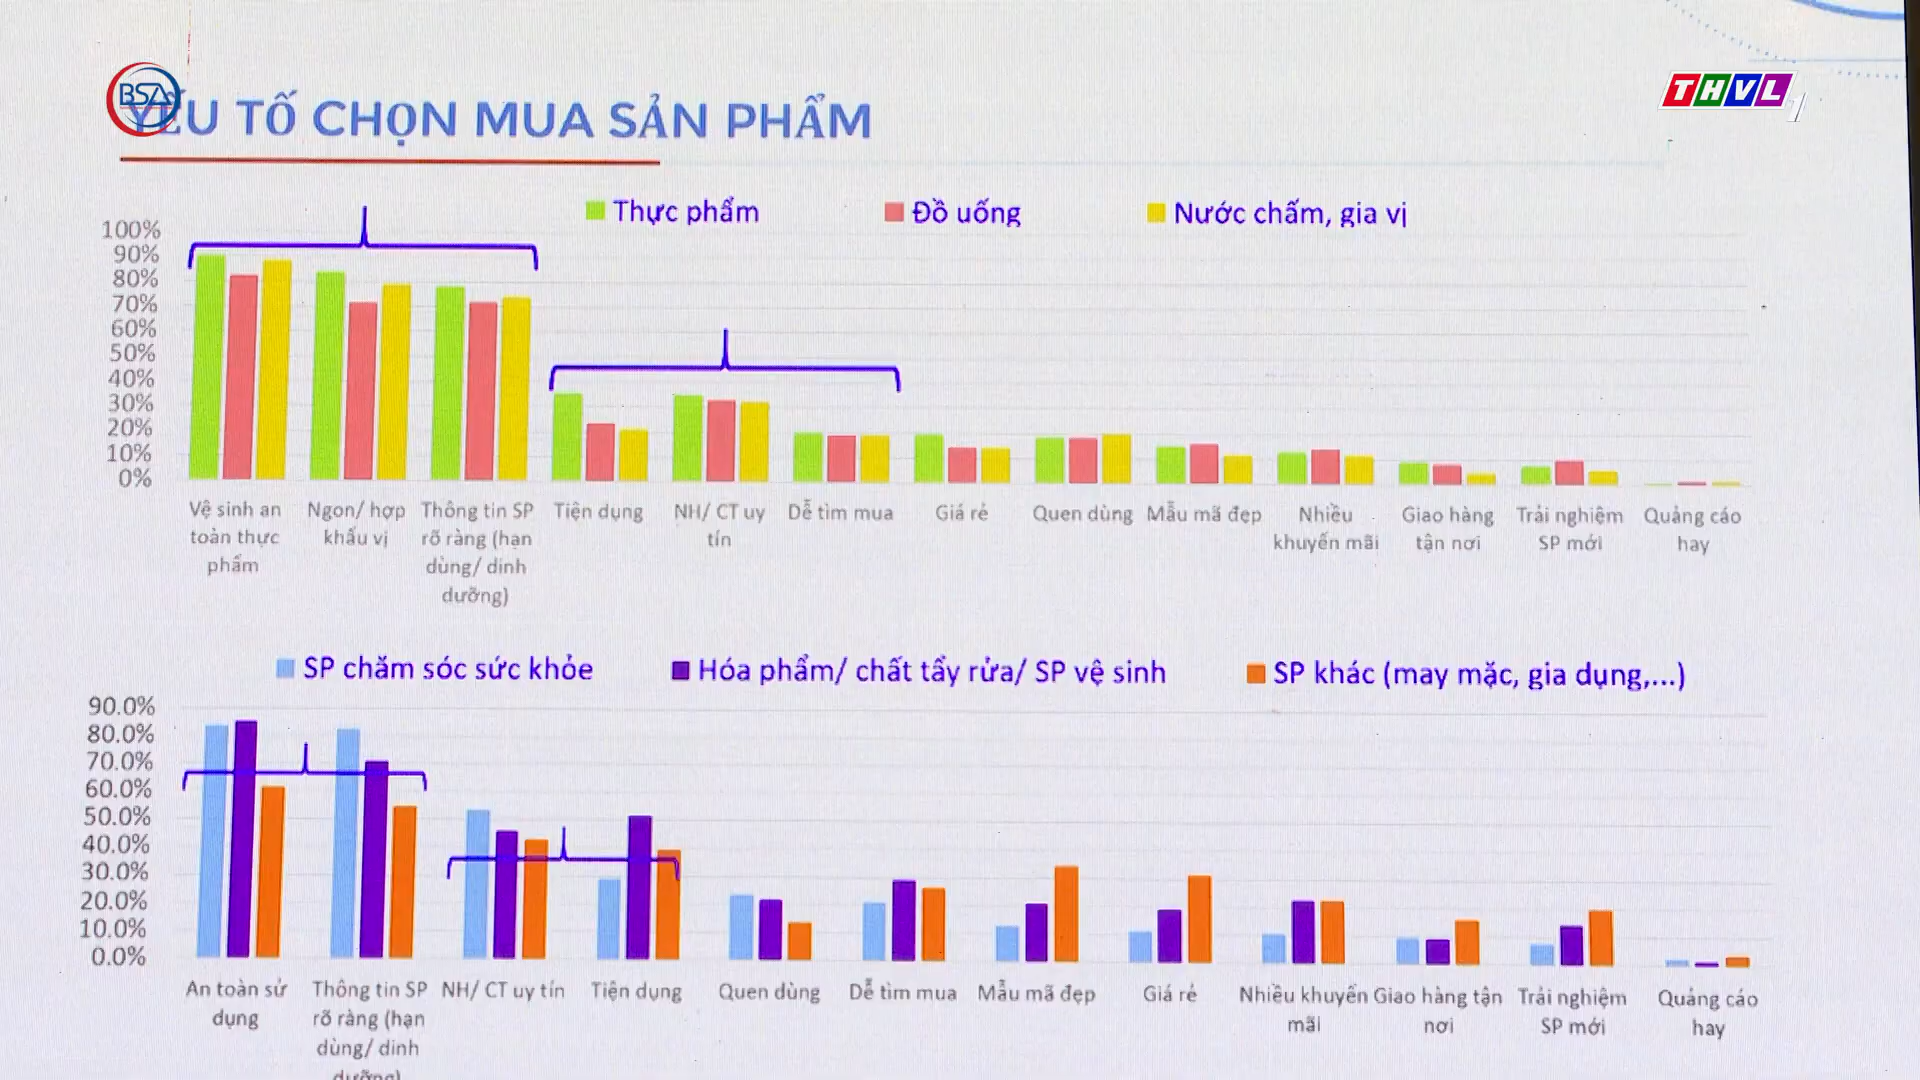 BSA
YẾU TỐ CHỌN MUA SẢN PHẨM
THVL1
Thực phẩm Đồ uống Nước chấm, gia vị
100%
90%
80%
70%
60%
50%
40%
30%
20%
10%
0%
Vệ sinh an toàn thực phẩm
Ngon/ hợp khẩu vị
Thông tin SP rõ ràng (hạn dùng/ dinh dưỡng)
Tiện dụng
NH/ CT uy tín
Dễ tìm mua
Giá rẻ
Quen dùng
Mẫu mã đẹp
Nhiều khuyến mãi
Giao hàng tận nơi
Trải nghiệm SP mới
Quảng cáo hay
SP chăm sóc sức khỏe Hóa phẩm/ chất tẩy rửa/ SP vệ sinh SP khác (may mặc, gia dụng,...)
90.0%
80.0%
70.0%
60.0%
50.0%
40.0%
30.0%
20.0%
10.0%
0.0%
An toàn sử dụng
Thông tin SP rõ ràng (hạn dùng/ dinh dưỡng)
NH/ CT uy tín
Tiện dụng
Quen dùng
Dễ tìm mua
Mẫu mã đẹp
Giá rẻ
Nhiều khuyến mãi
Giao hàng tận nơi
Trải nghiệm SP mới
Quảng cáo hay